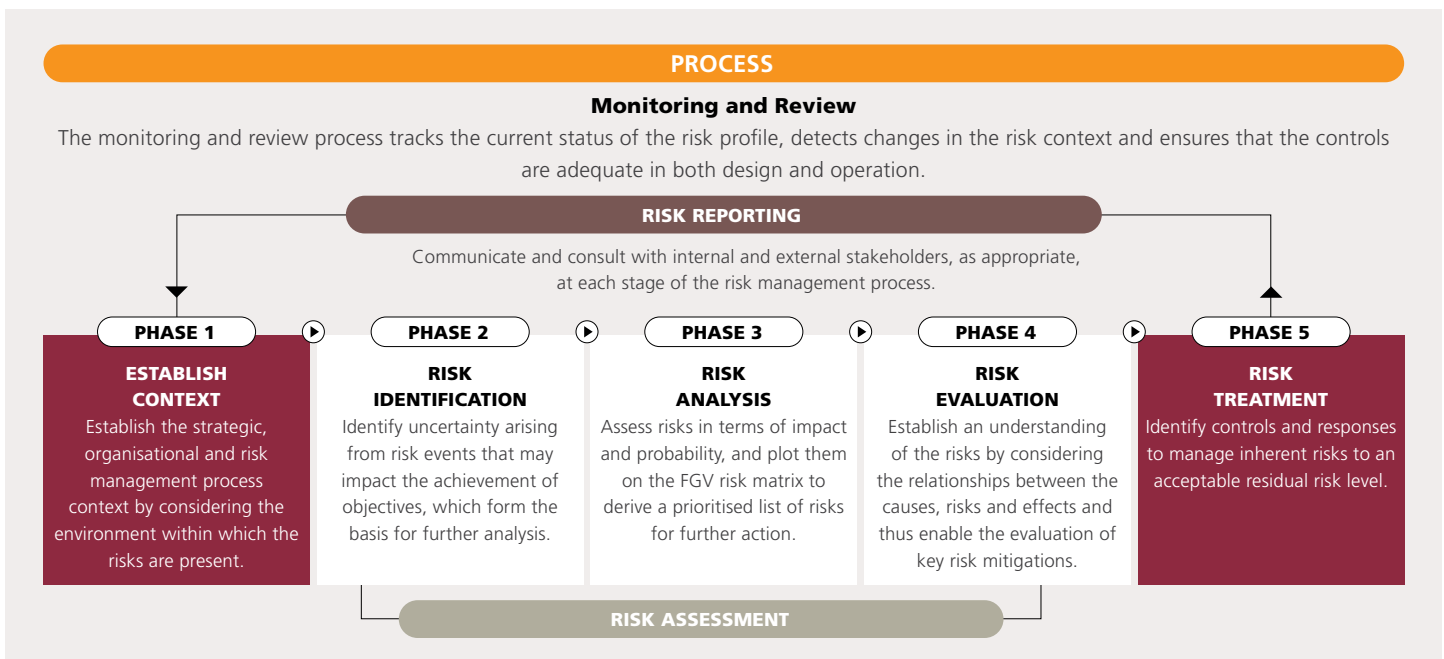 PROCESS
Monitoring and Review
The monitoring and review process tracks the current status of the risk profile, detects changes in the risk context and ensures that the controls
are adequate in both design and operation.
RISK REPORTING
Communicate and consult with internal and external stakeholders, as appropriate,
at each stage of the risk management process.
PHASE 1
ESTABLISH
CONTEXT
Establish the strategic,
organisational and risk
management process
context by considering the
environment within which the
risks are present.
PHASE 2
RISK
IDENTIFICATION
Identify uncertainty arising
from risk events that may
impact the achievement of
objectives, which form the
basis for further analysis.
PHASE 3
RISK
ANALYSIS
Assess risks in terms of impact
and probability, and plot them
on the FGV risk matrix to
derive a prioritised list of risks
for further action.
PHASE 4
RISK
EVALUATION
Establish an understanding
of the risks by considering
the relationships between the
causes, risks and effects and
thus enable the evaluation of
key risk mitigations.
PHASE 5
RISK
TREATMENT
Identify controls and responses
to manage inherent risks to an
acceptable residual risk level.
RISK ASSESSMENT